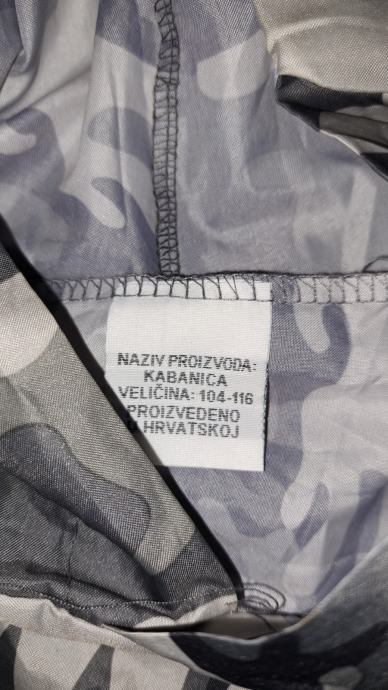 NAZIV PROIZVODA:
KABANICA
VELIČINA: 104-116
PROIZVEDENO
U HRVATSKOJ